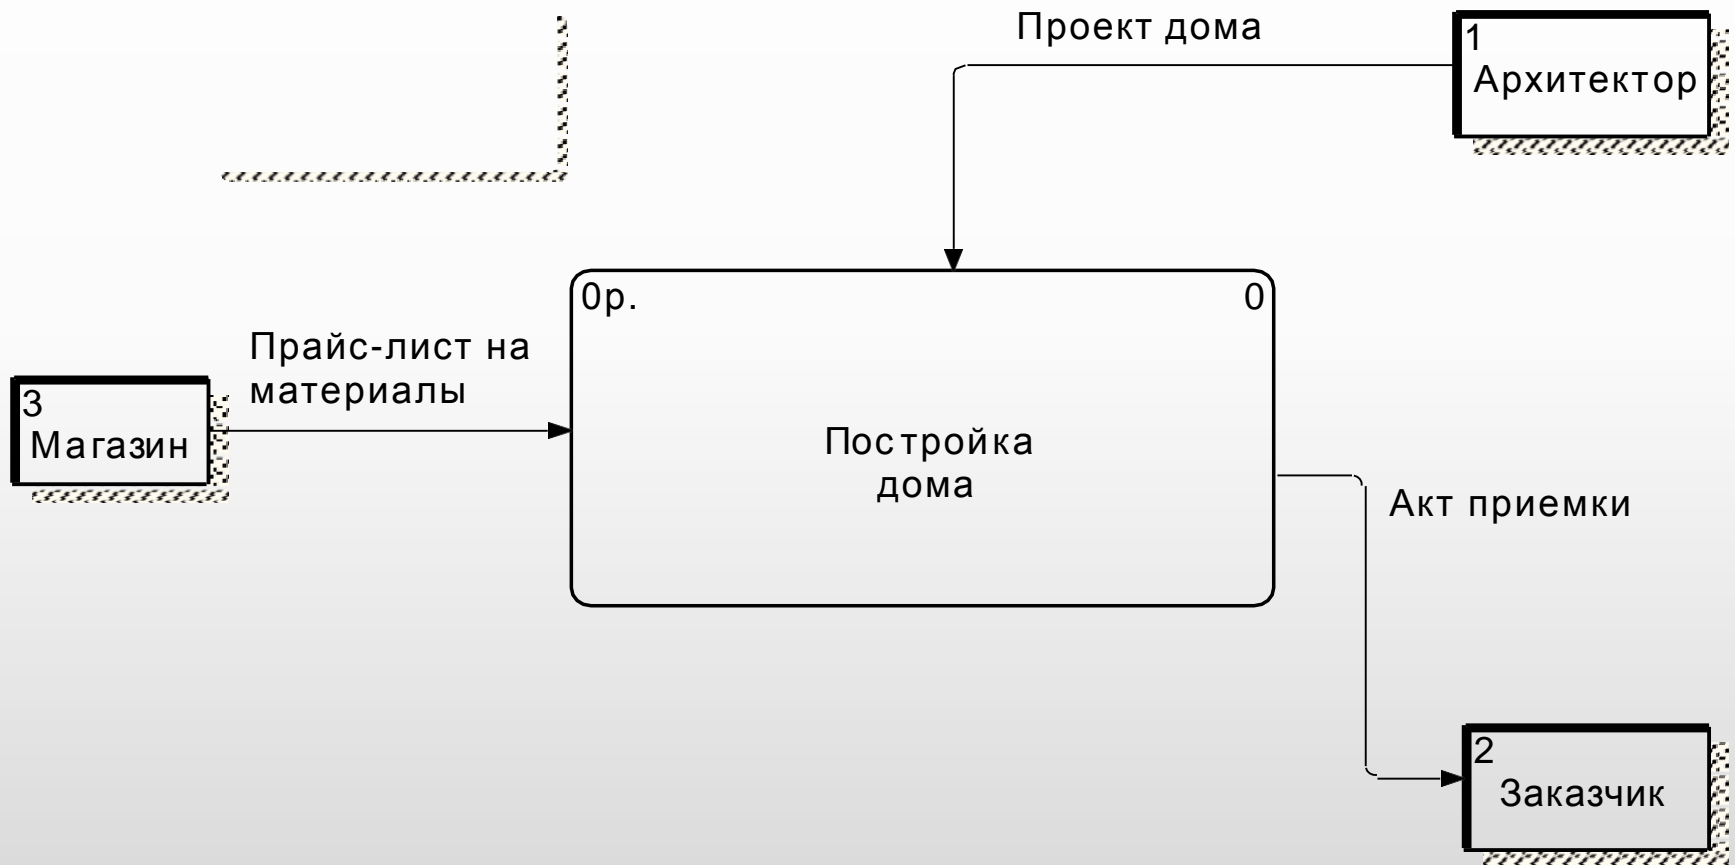 Проект дома
1
Архитектор
0р.
0
Прайс-лист на
материалы
3
Магазин
Постройка
дома
Акт приемки
2
Заказчик